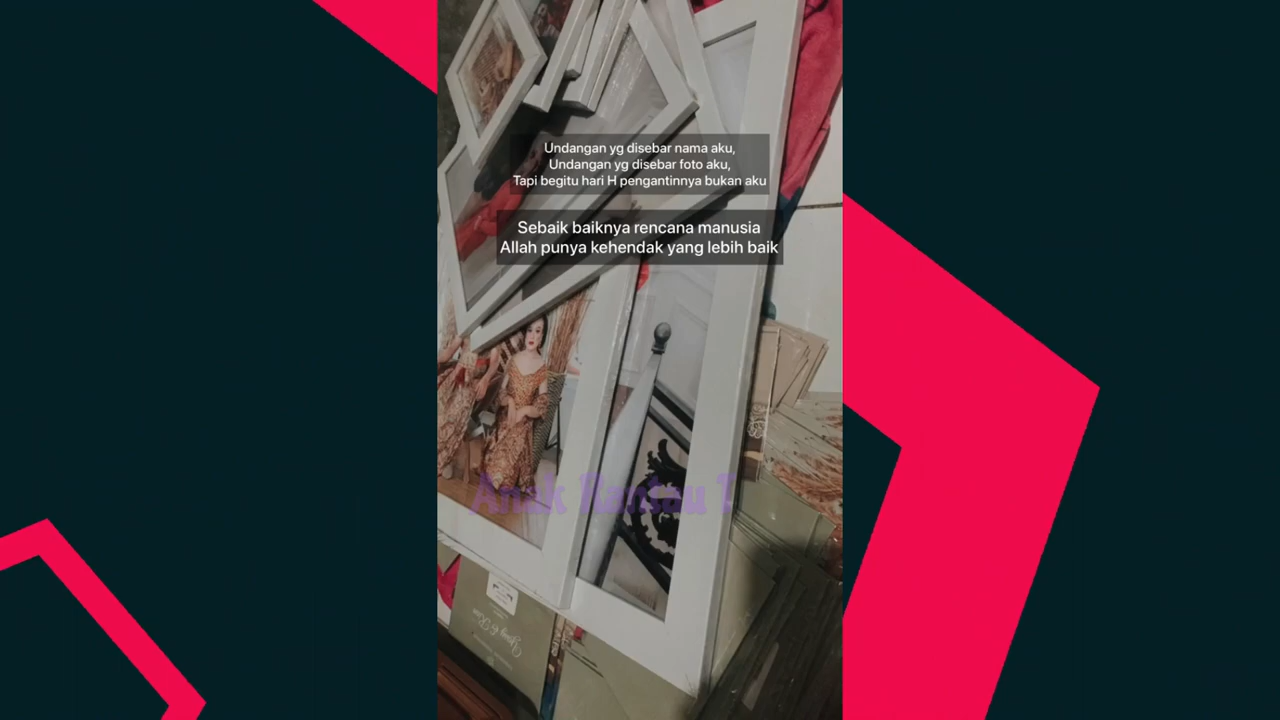 Undangan yg disebar nama aku,
Undangan yg disebar foto aku,
Tapi begitu hari H pengantinnya bukan aku
Sebaik baiknya rencana manusia
Allah punya kehendak yang lebih baik
Anak Rantau